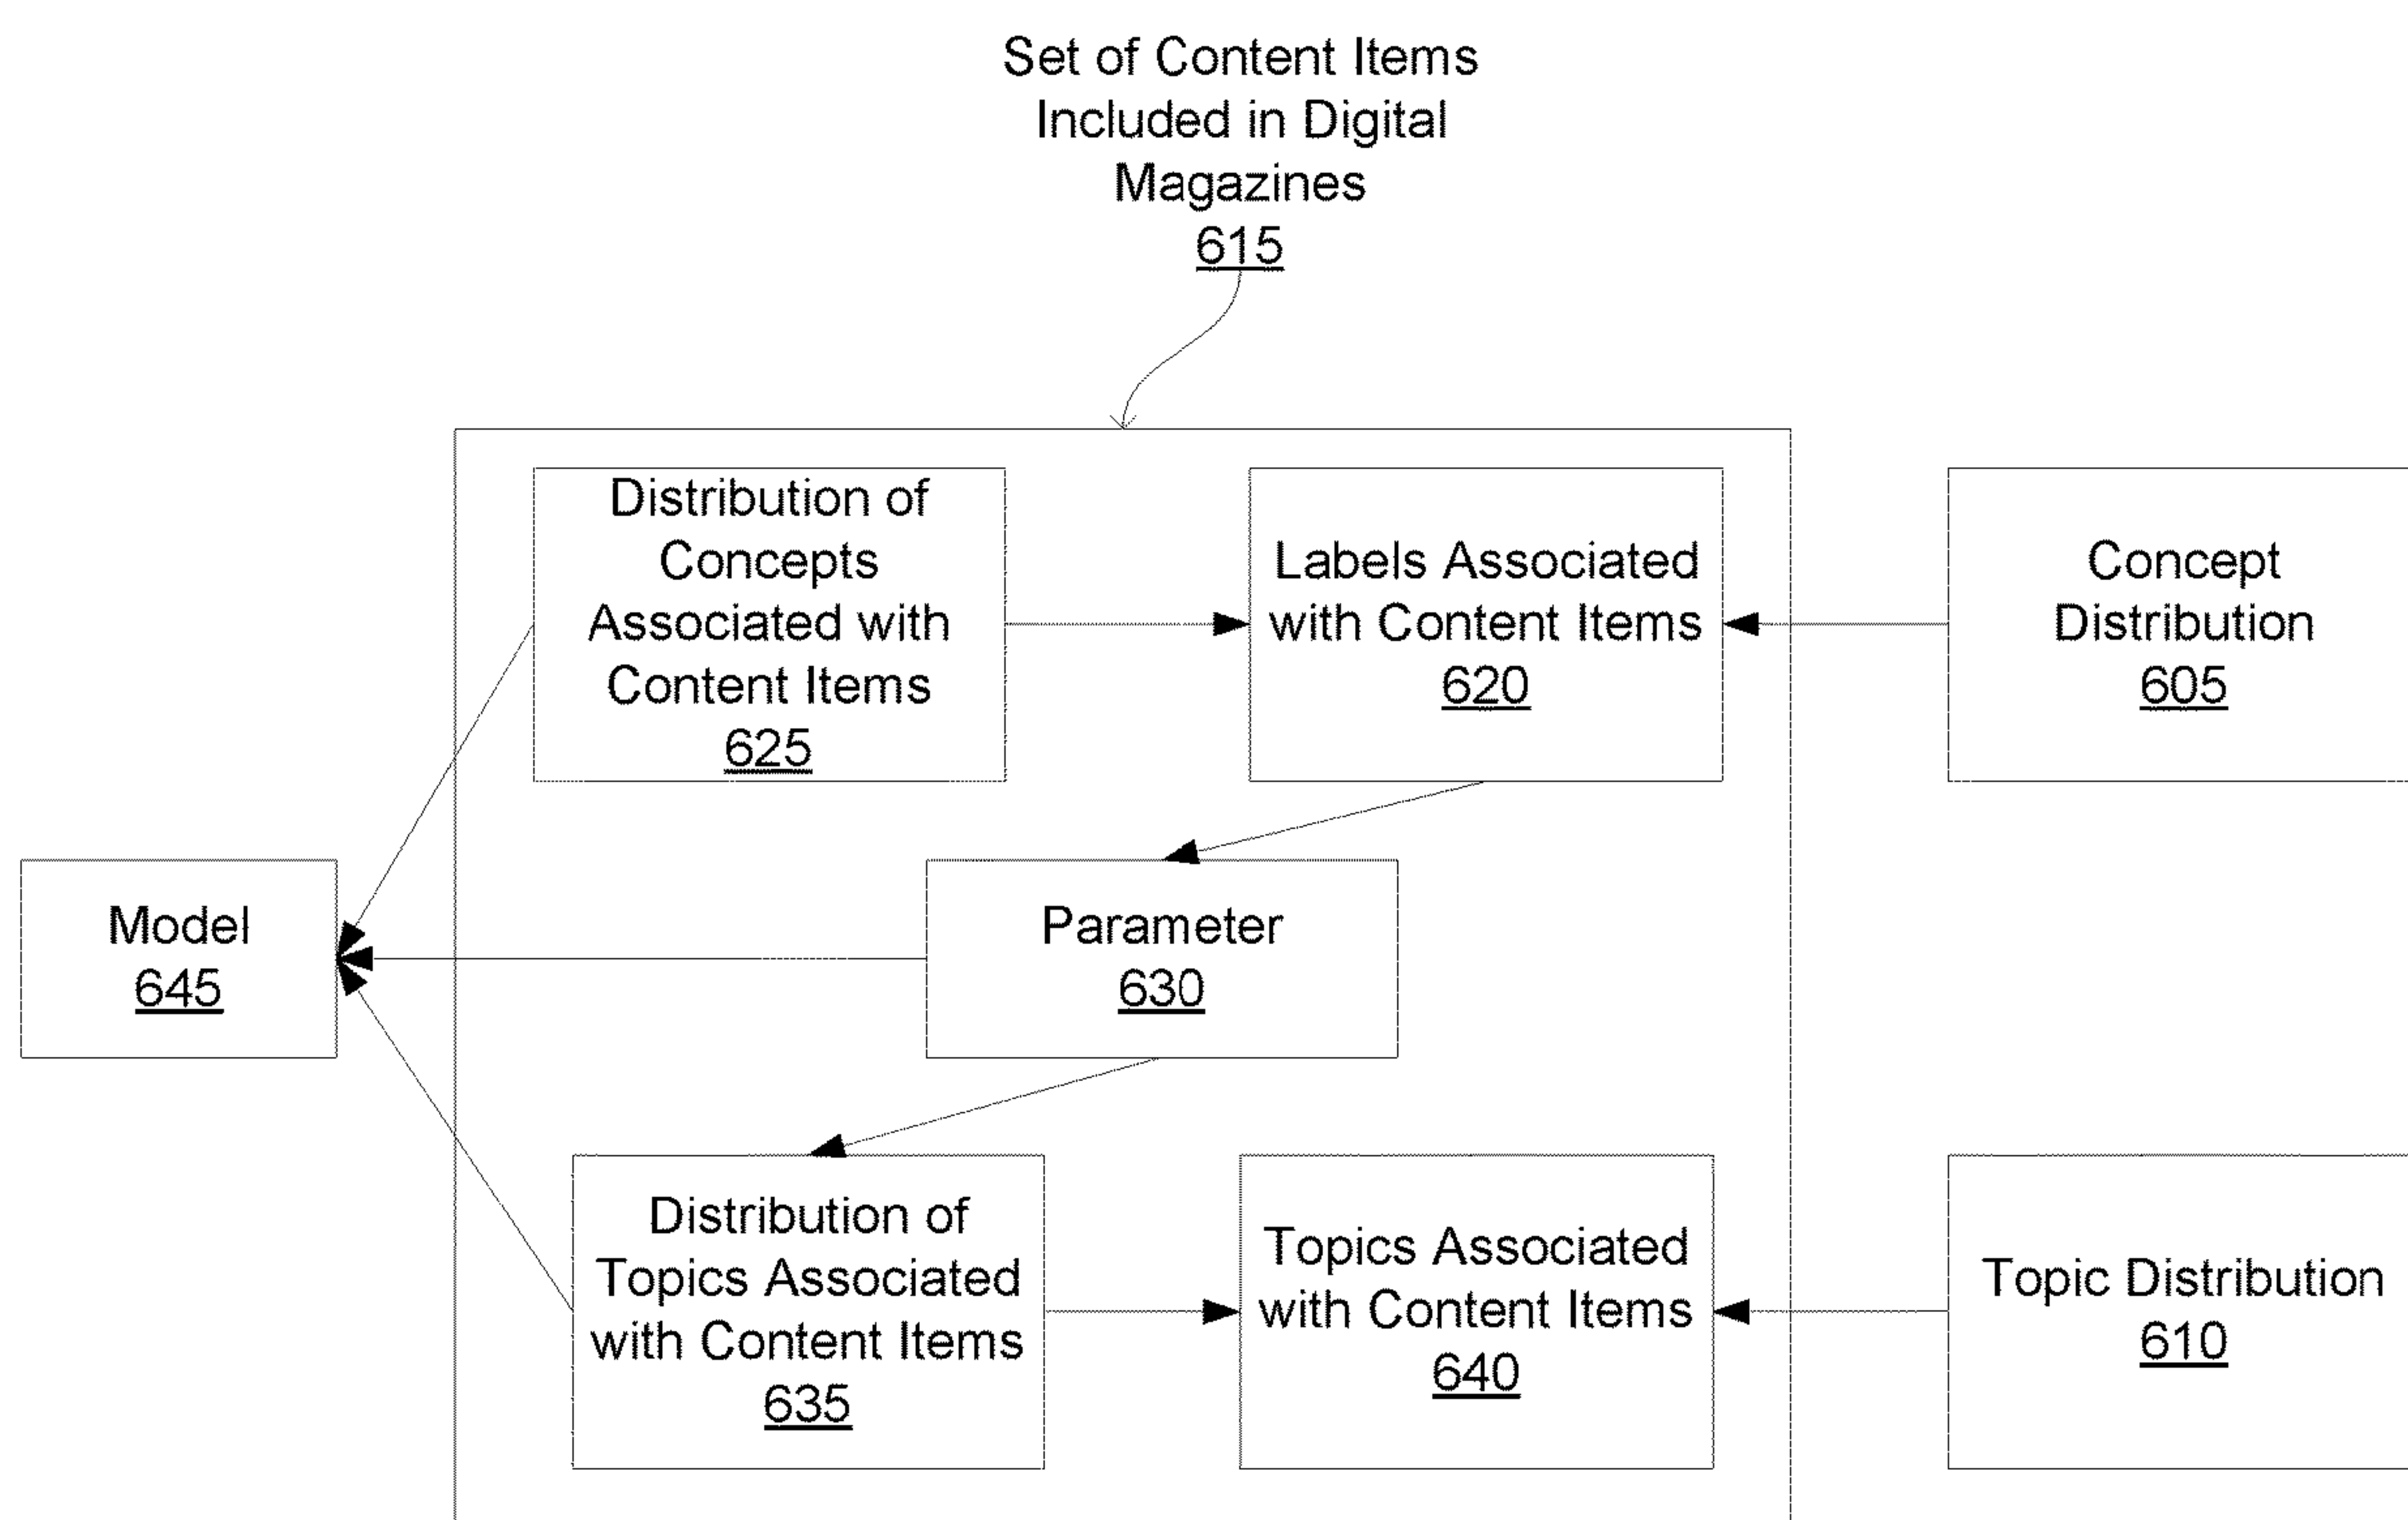 Set of Content Items
Included in Digital
Magazines
615
Distribution of
Concepts
Associated with
Content Items
625
Labels Associated
with Content Items
620
Concept
Distribution
605
Model
645
Parameter
630
Distribution of
Topics Associated
with Content Items
635
Topics Associated
with Content Items
640
Topic Distribution
610